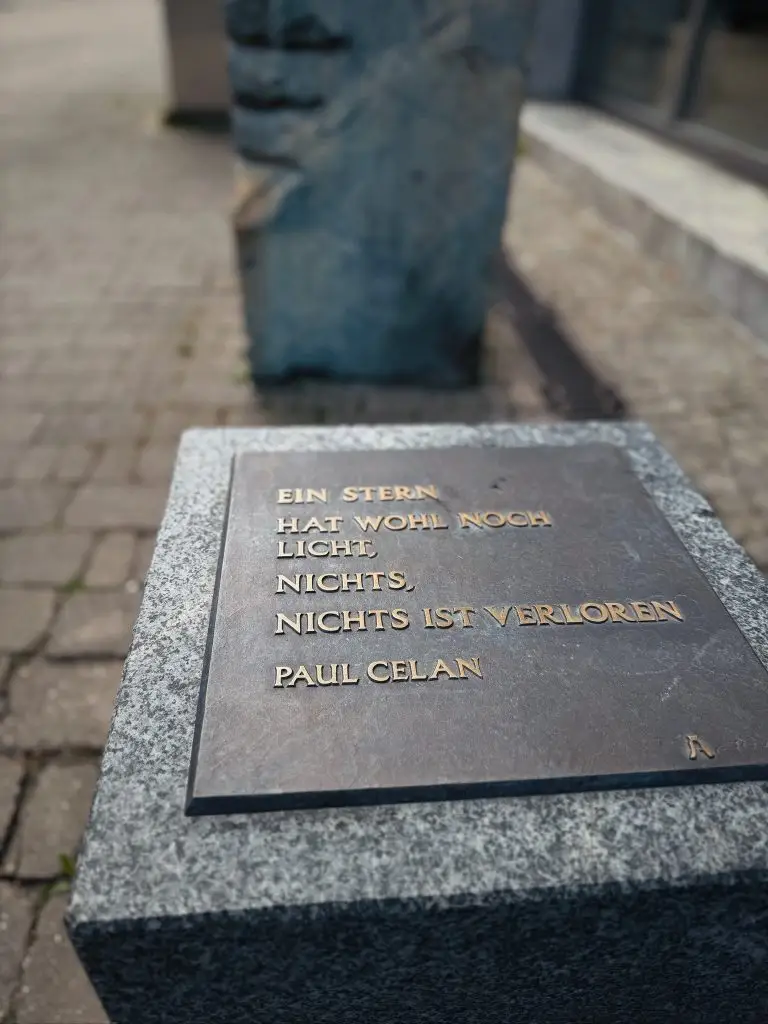 EIN STERN
HAT WOHL NOCH
LICHT,
NICHTS,
NICHTS IST VERLOREN
PAUL CELAN